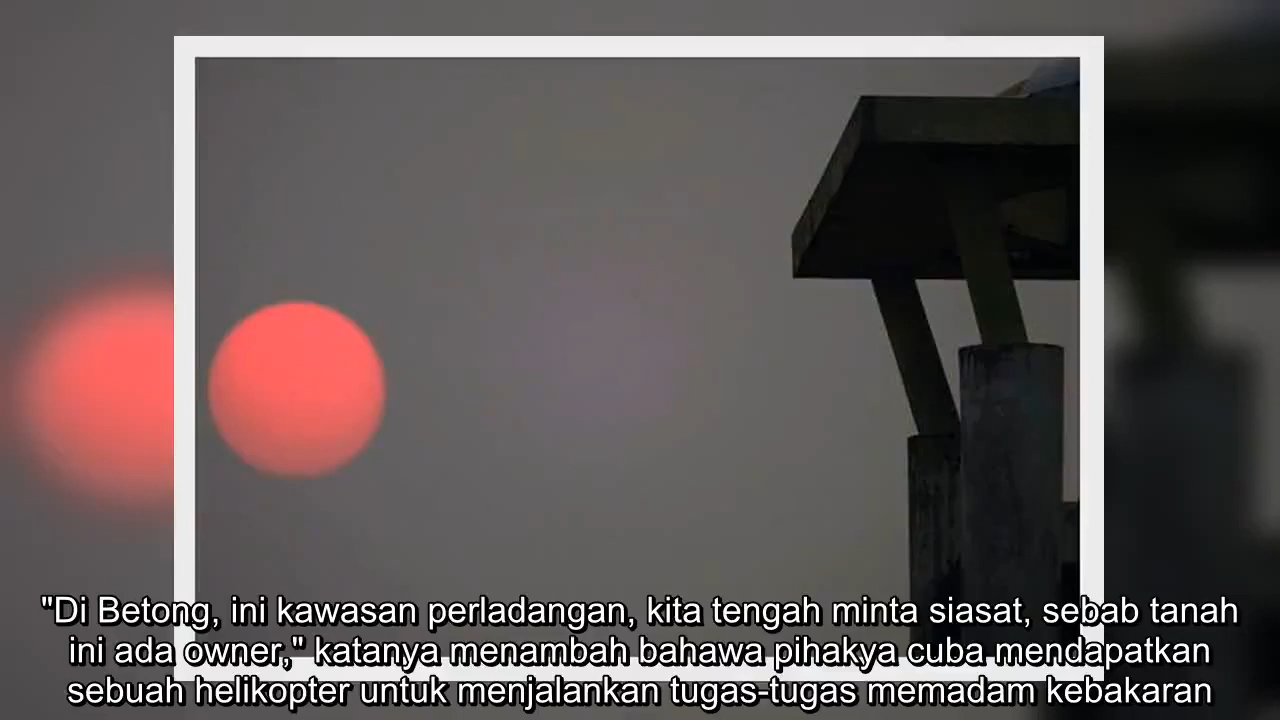 "Di Betong, ini kawasan perladangan, kita tengah minta siasat, sebab tanah
ini ada owner," katanya menambah bahawa pihakya cuba mendapatkan
sebuah helikopter untuk menjalankan tugas-tugas memadam kebakaran